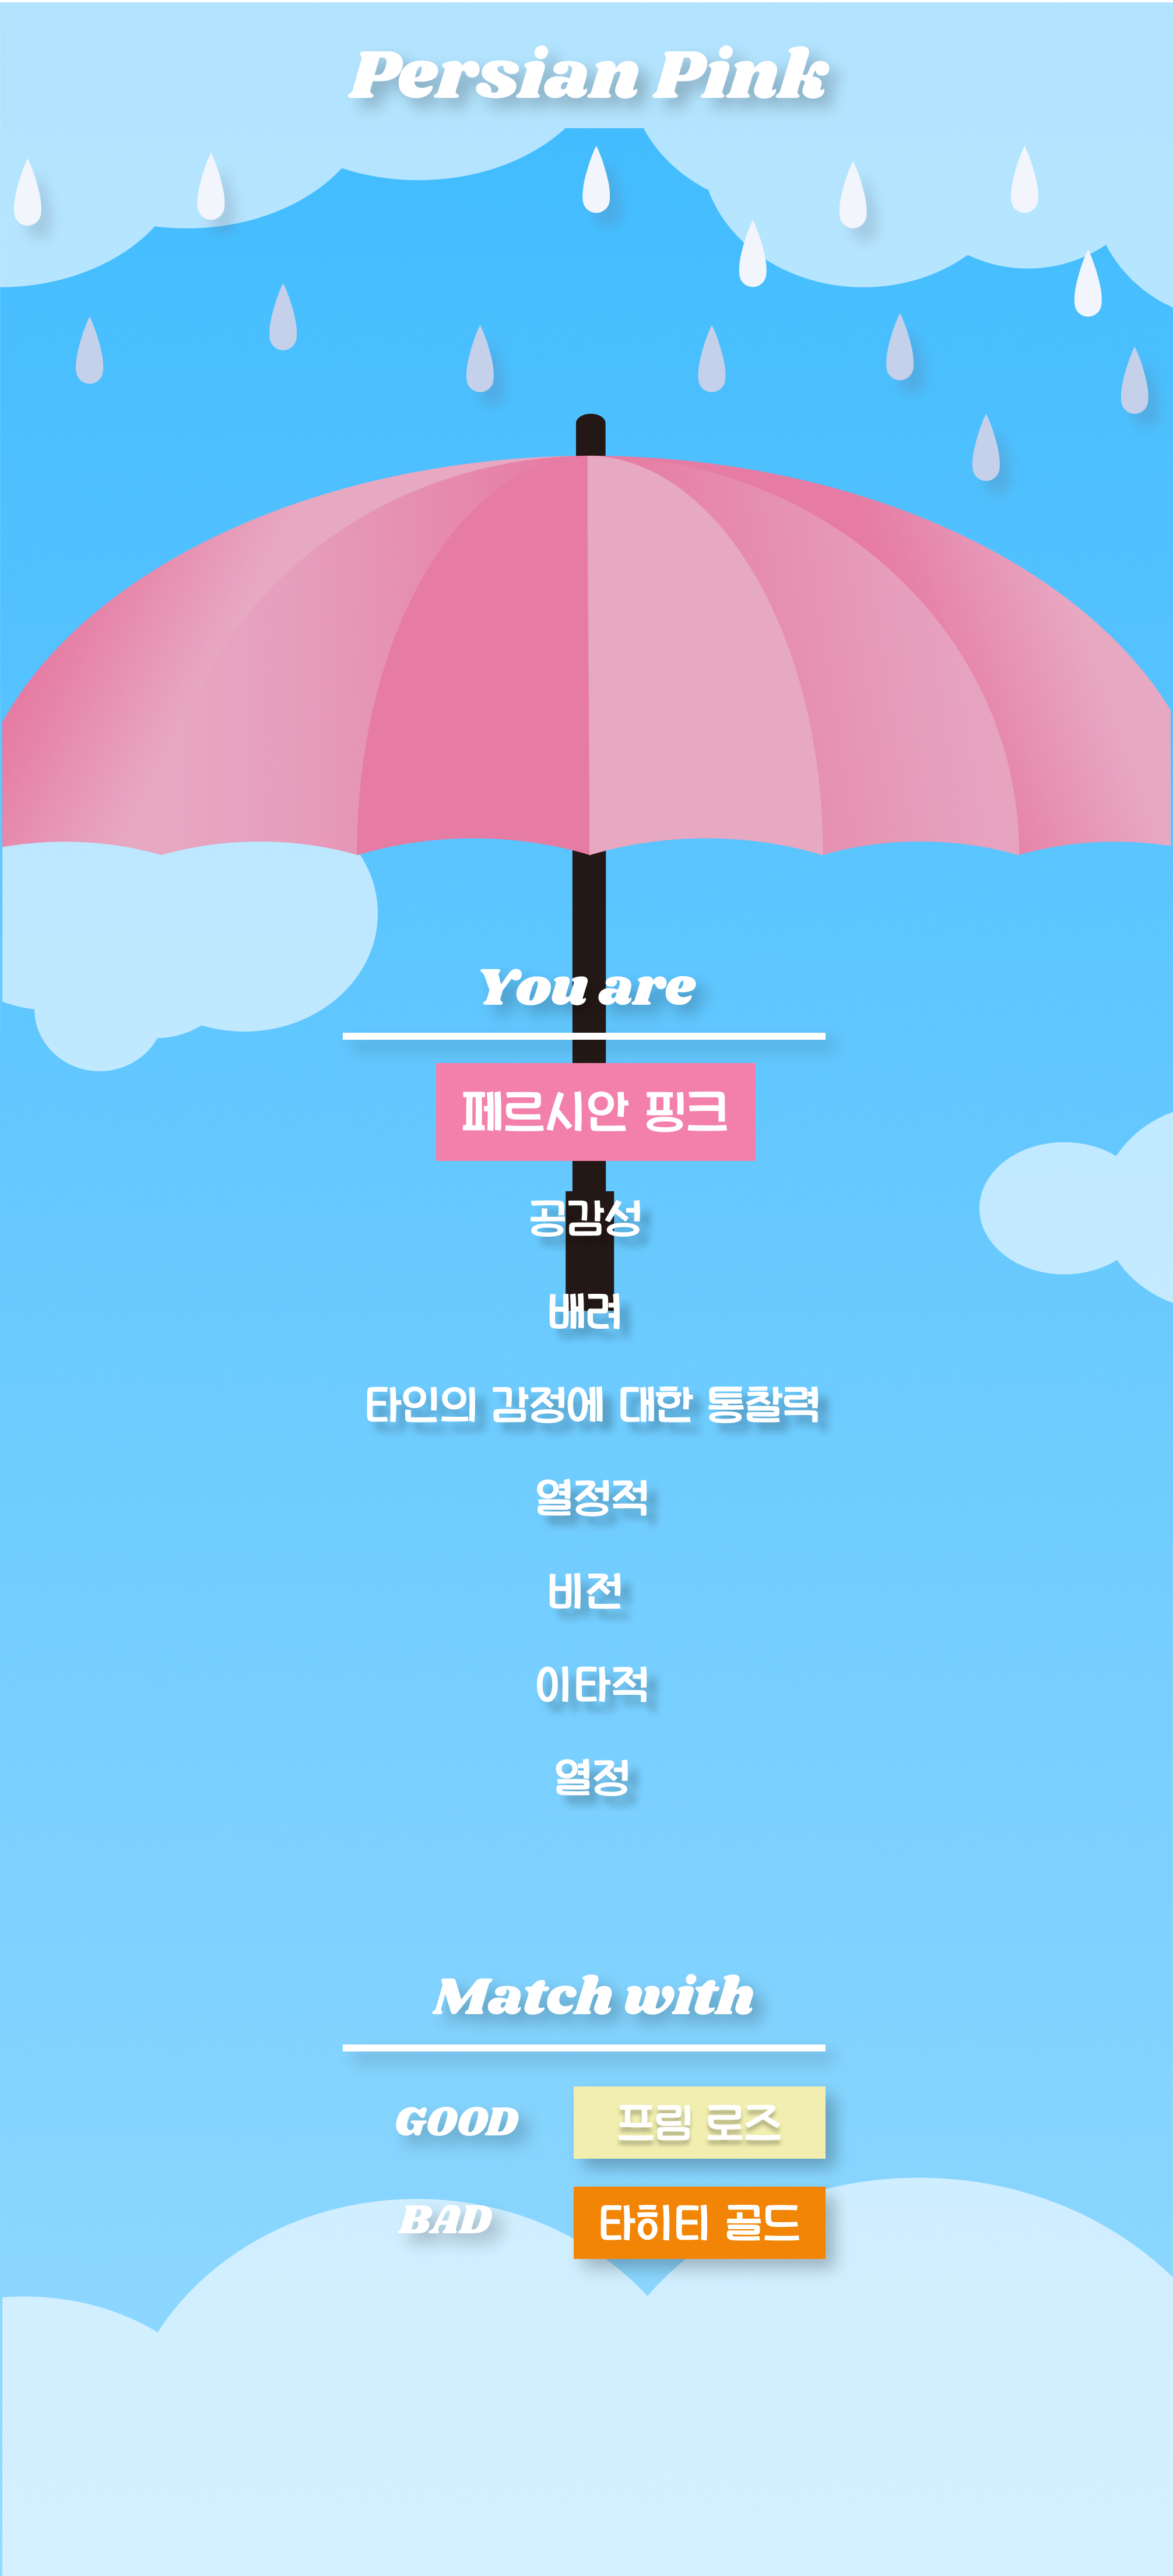 Persian Pink
You are
페르시안 핑크
공감성
배려
타인의 감정에 대한 통찰력
열정적
비전
이타적
열정
Match with
GOOD 프림 로즈
BAD 타히티 골드